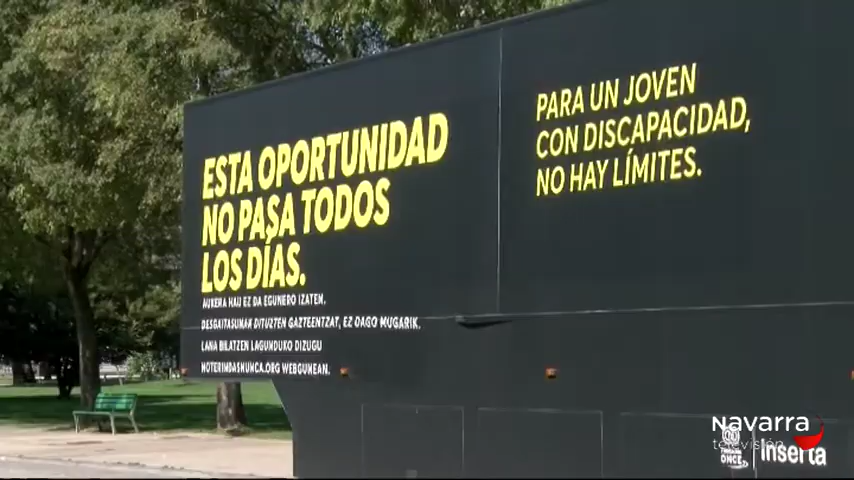 ESTA OPORTUNIDAD
NO PASA TODOS
LOS DÍAS.
AUKERA HAU EZ DA EGUNERO IZATEN.
DESGAITASUNAK DITUZTEN GAZTEENTZAT, EZ DAGO MUGARIK.
LANA BILATZEN LAGUNDUKO DIZUGU
NOTERINDASNUNCA.ORG WEBGUNEAN.
PARA UN JOVEN
CON DISCAPACIDAD,
NO HAY LÍMITES.
navarra
televisión
ONCE
Inserta